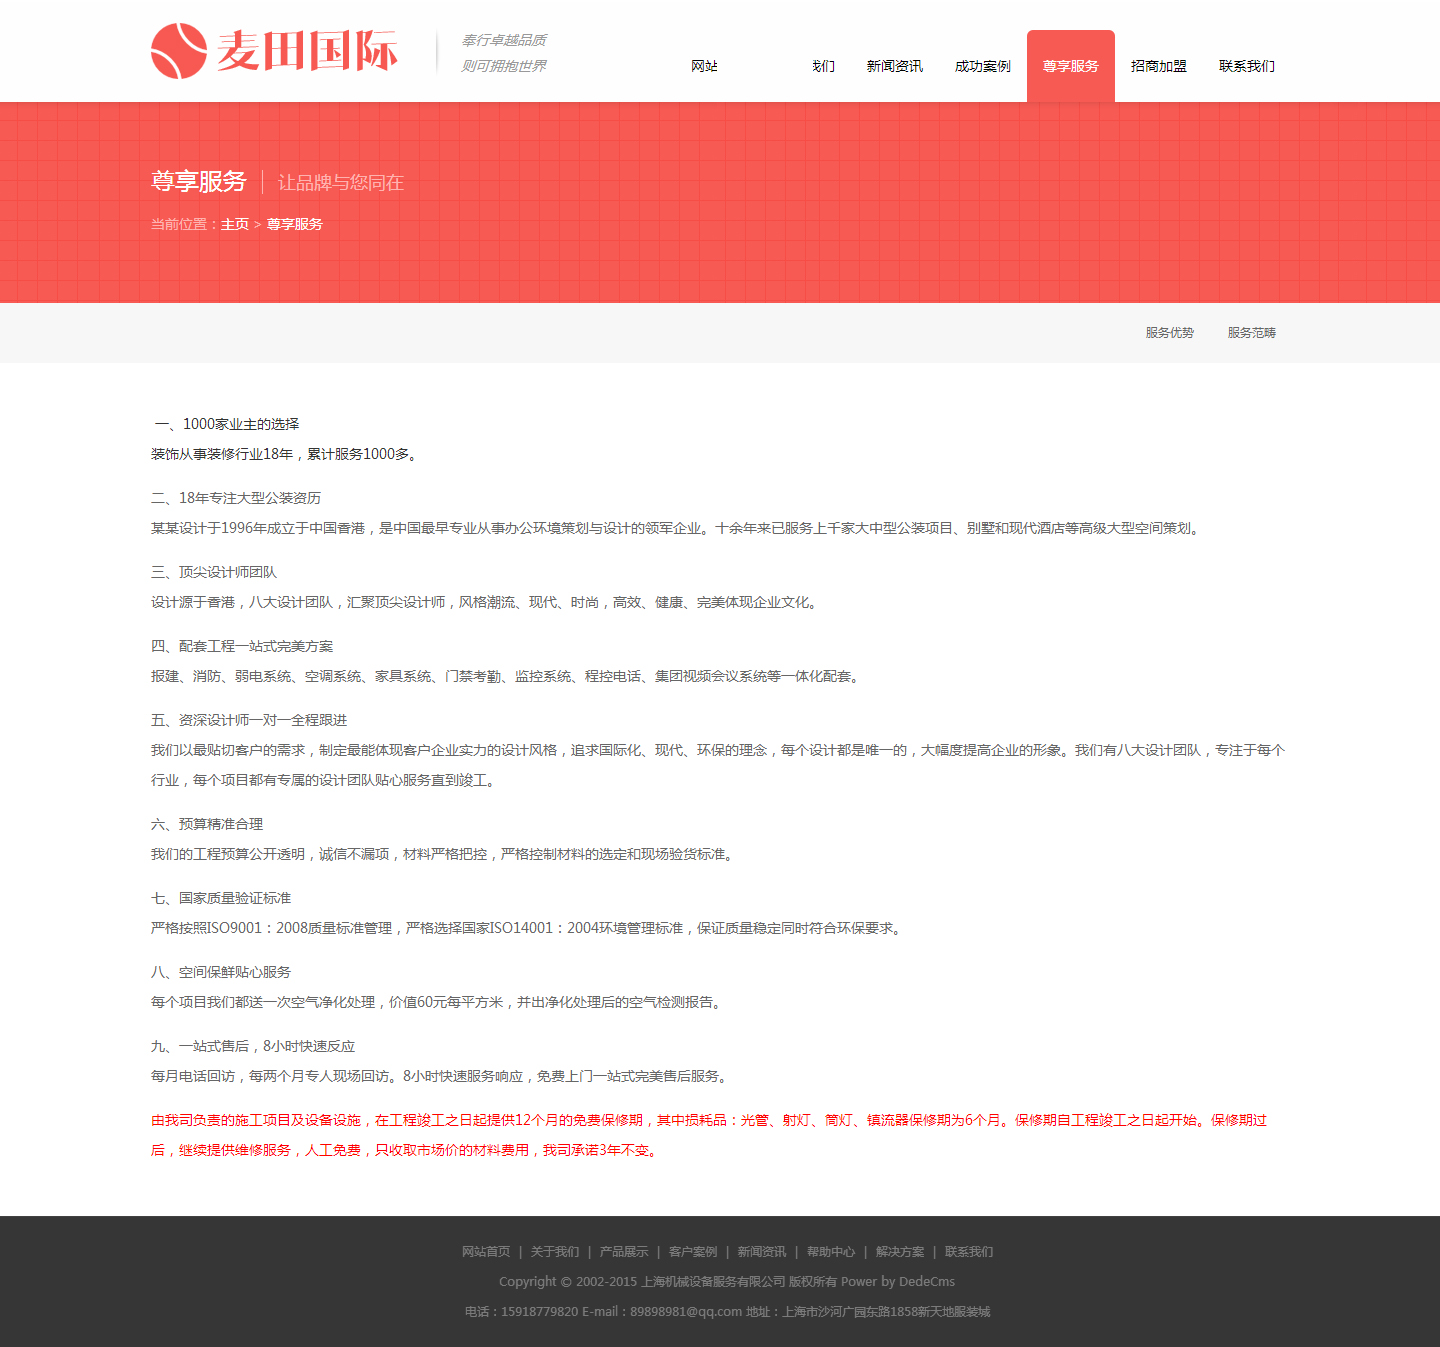 麦田国际
奉行卓越品质
则可拥抱世界
网站 们 新闻资讯 成功案例 尊享服务 招商加盟 联系我们
尊享服务 让品牌与您同在
当前位置：主页 > 尊享服务
服务优势 服务范畴
一、1000家业主的选择
装饰从事装修行业18年，累计服务1000多。
二、18年专注大型公装资历
某某设计于1996年成立于中国香港，是中国最早专业从事办公环境策划与设计的领军企业。十余年来已服务上千家大中型公装项目、别墅和现代酒店等高级大型空间策划。
三、顶尖设计师团队
设计源于香港，八大设计团队，汇聚顶尖设计师，风格潮流、现代、时尚，高效、健康、完美体现企业文化。
四、配套工程一站式完美方案
报建、消防、弱电系统、空调系统、家具系统、门禁考勤、监控系统、程控电话、集团视频会议系统等一体化配套。
五、资深设计师一对一全程跟进
我们以最贴切客户的需求，制定最能体现客户企业实力的设计风格，追求国际化、现代、环保的理念，每个设计都是唯一的，大幅度提高企业的形象。我们有八大设计团队，专注于每个
行业，每个项目都有专属的设计团队贴心服务直到竣工。
六、预算精准合理
我们的工程预算公开透明，诚信不漏项，材料严格把控，严格控制材料的选定和现场验货标准。
七、国家质量验证标准
严格按照ISO9001：2008质量标准管理，严格选择国家ISO14001：2004环境管理标准，保证质量稳定同时符合环保要求。
八、空间保鲜贴心服务
每个项目我们都送一次空气净化处理，价值60元每平方米，并出净化处理后的空气检测报告。
九、一站式售后，8小时快速反应
每月电话回访，每两个月专人现场回访。8小时快速服务响应，免费上门一站式完美售后服务。
由我司负责的施工项目及设备设施，在工程竣工之日起提供12个月的免费保修期，其中损耗品：光管、射灯、筒灯、镇流器保修期为6个月。保修期自工程竣工之日起开始。保修期过
后，继续提供维修服务，人工免费，只收取市场价的材料费用，我司承诺3年不变。
网站首页 | 关于我们 | 产品展示 | 客户案例 | 新闻资讯 | 帮助中心 | 解决方案 | 联系我们
Copyright © 2002-2015 上海机械设备服务有限公司 版权所有 Power by DedeCms
电话：15918779820 E-mail：89898981@qq.com 地址：上海市沙河广园东路1858新天地服装城